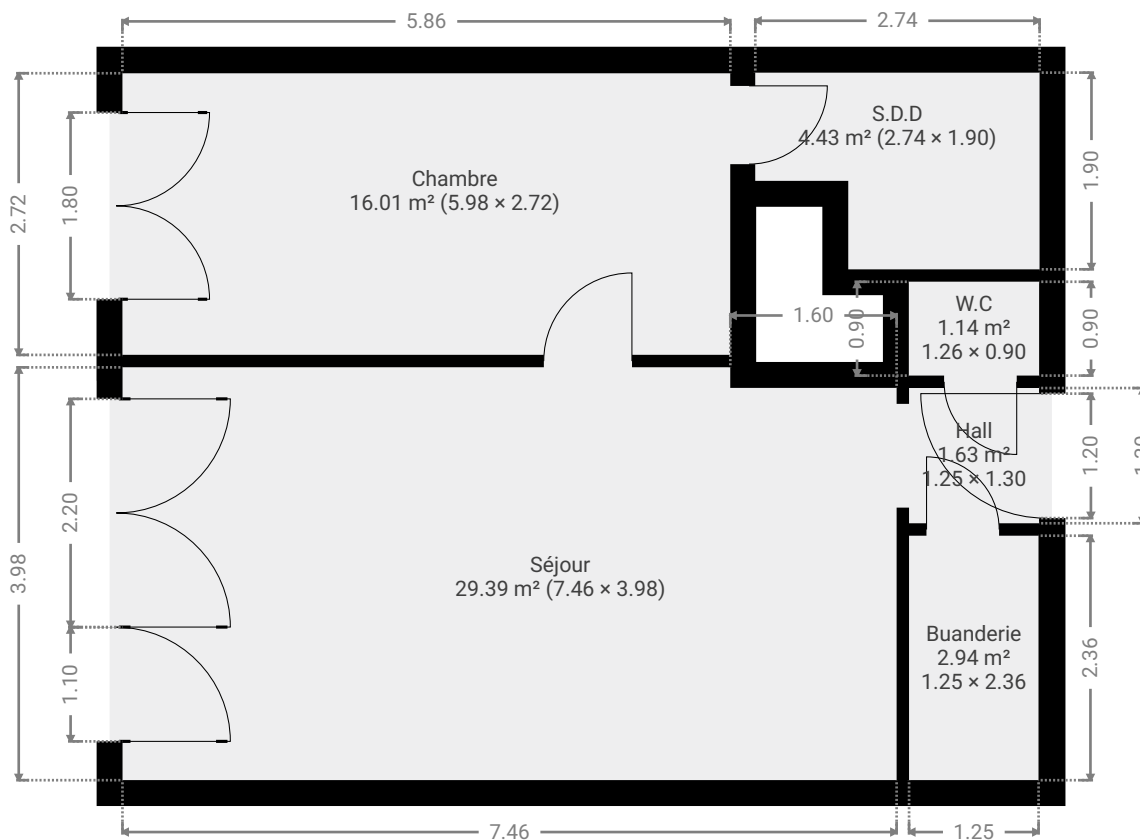 5.86
2.74
S.D.D
4.43 m² (2.74 × 1.90)
Chambre
16.01 m² (5.98 × 2.72)
2.72
1.80
1.90
W.C
1.14 m²
1.26 × 0.90
1.60
0.90
0.90
Hall
1.63 m²
1.25 × 1.30
1.20
2.20
3.98
Séjour
29.39 m² (7.46 × 3.98)
1.10
Buanderie
2.94 m²
1.25 × 2.36
2.36
7.46
1.25